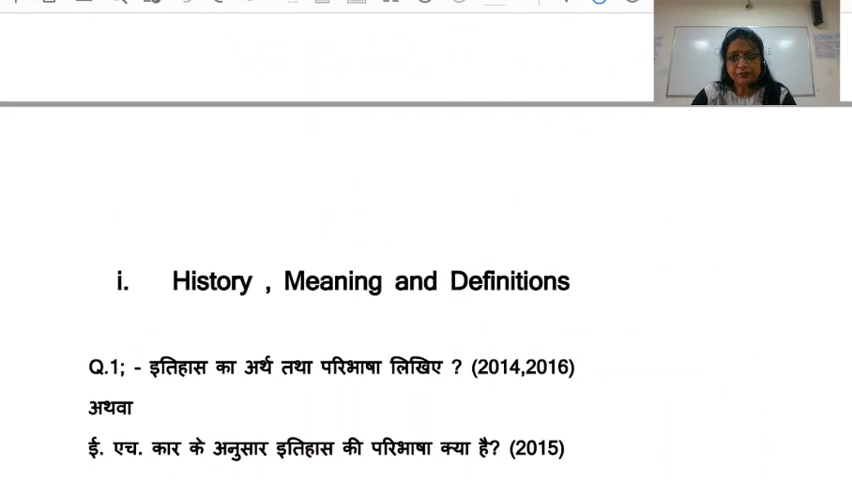 i. History , Meaning and Definitions
Q.1; - इतिहास का अर्थ तथा परिभाषा लिखिए ? (2014,2016)
अथवा
ई. एच. कार के अनुसार इतिहास की परिभाषा क्या है? (2015)